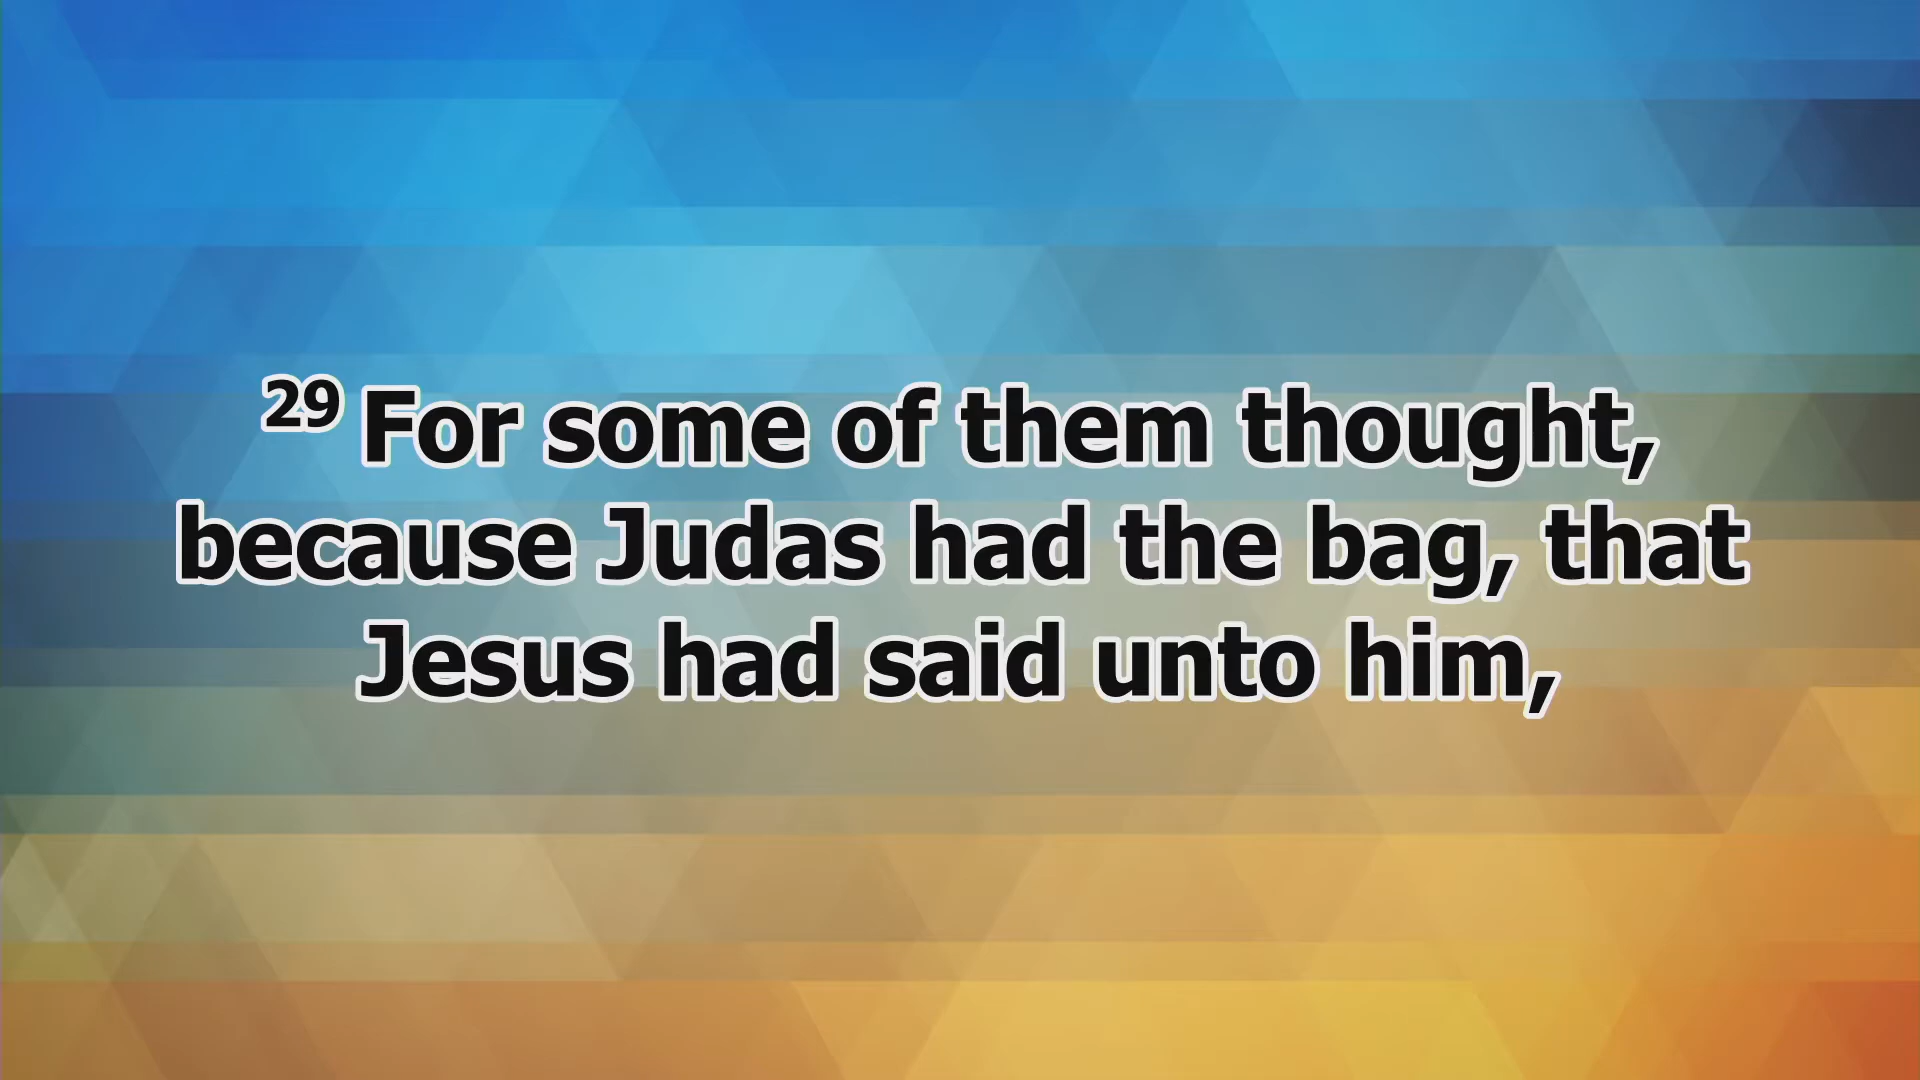 29 For some of them thought,
because Judas had the bag, that
Jesus had said unto him,